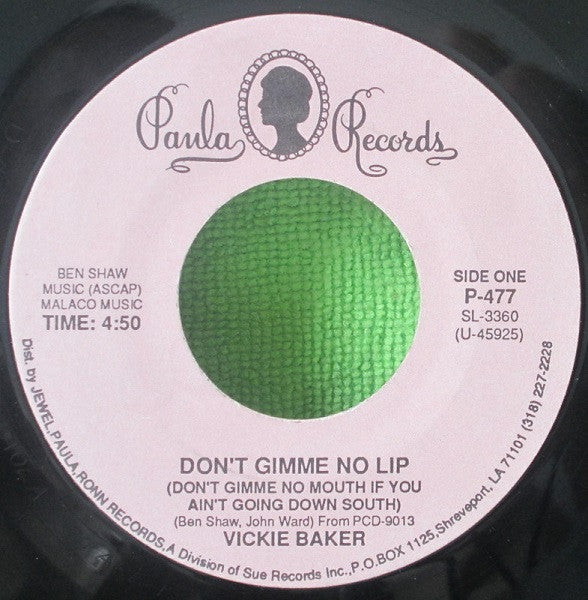 Paula Records
BEN SHAW
MUSIC (ASCAP)
MALACO MUSIC
TIME: 4:50
SIDE ONE
P-477
SL-3360
(U-45925)
DON'T GIMME NO LIP
(DON'T GIMME NO MOUTH IF YOU
AIN'T GOING DOWN SOUTH)
(Ben Shaw, John Ward) From PCD-9013
VICKIE BAKER
Dist. by JEWEL,PAULA,RONN RECORDS,A Division of Sue Records Inc.,P.O.BOX 1125,Shreveport, LA 71101 (318) 227-2228